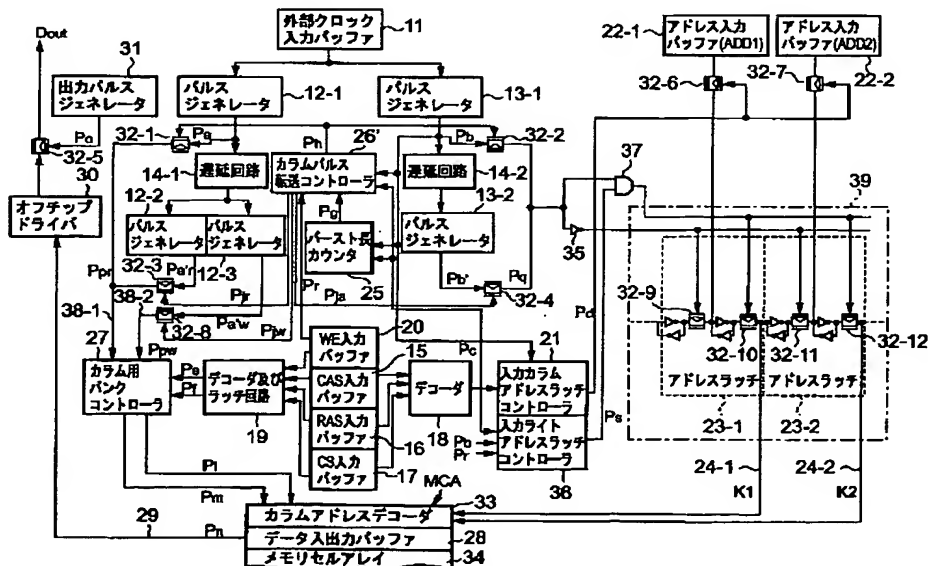 外部クロック
入力バッファ
11
Dout
31
出力パルス
ジェネレータ
パルス
ジェネレータ
12-1
パルス
ジェネレータ
13-1
22-1
アドレス入力
バッファ(ADD1)
アドレス入力
バッファ(ADD2)
22-2
32-6
32-7
Po
32-5
32-1
Pa
Ph
26'
Pb
32-2
14-1
遅延回路
カラムパルス
転送コントローラ
遅延回路
14-2
37
39
30
オフチップ
ドライバ
12-2
パルス
ジェネレータ
パルス
ジェネレータ
12-3
Pg
バースト長
カウンタ
25
13-2
パルス
ジェネレータ
35
Ppr
32-3
Pa'r
Pjr
Pr
Pja
Pb'
Pq
32-4
38-1
38-2
Pa'w
32-8
Pjw
Ppw
27
カラム用
バンク
コントローラ
Pe
Pf
デコーダ及び
ラッチ回路
19
20
WE入力
バッファ
15
CAS入力
バッファ
RAS入力
バッファ
16
CS入力
バッファ
17
Pc
デコーダ
18
21
入力カラム
アドレスラッチ
コントローラ
入力ライト
アドレスラッチ
コントローラ
36
Pb
Pr
Pd
Ps
32-9
32-10
32-11
32-12
アドレスラッチ
アドレスラッチ
23-1
23-2
24-1
24-2
K1
K2
Pl
Pm
29
Pn
MCA
33
カラムアドレスデコーダ
データ入出力バッファ
28
メモリセルアレイ
34